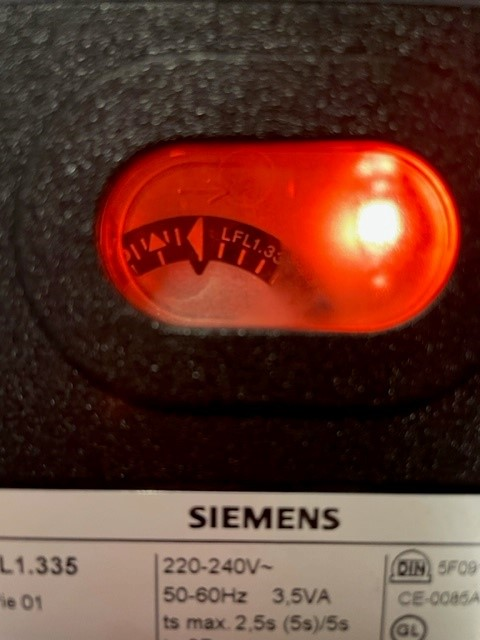 LFL1.33
SIEMENS
L1.335
220-240V~
DIN 5F09
ie 01
50-60Hz 3,5VA
CE-0085A
ts max. 2,5s (5s)/5s
GL